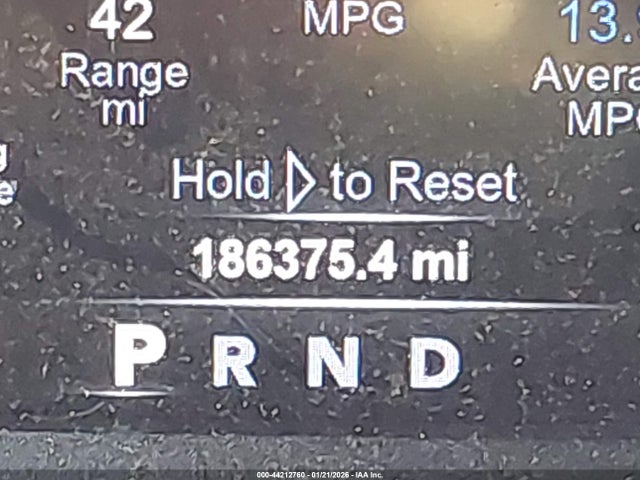 42 MPG 13.
Range Avera
mi MPG
Hold ▷ to Reset
186375.4 mi
P R N D
000-44212760 - 01/21/2026 - IAA Inc.